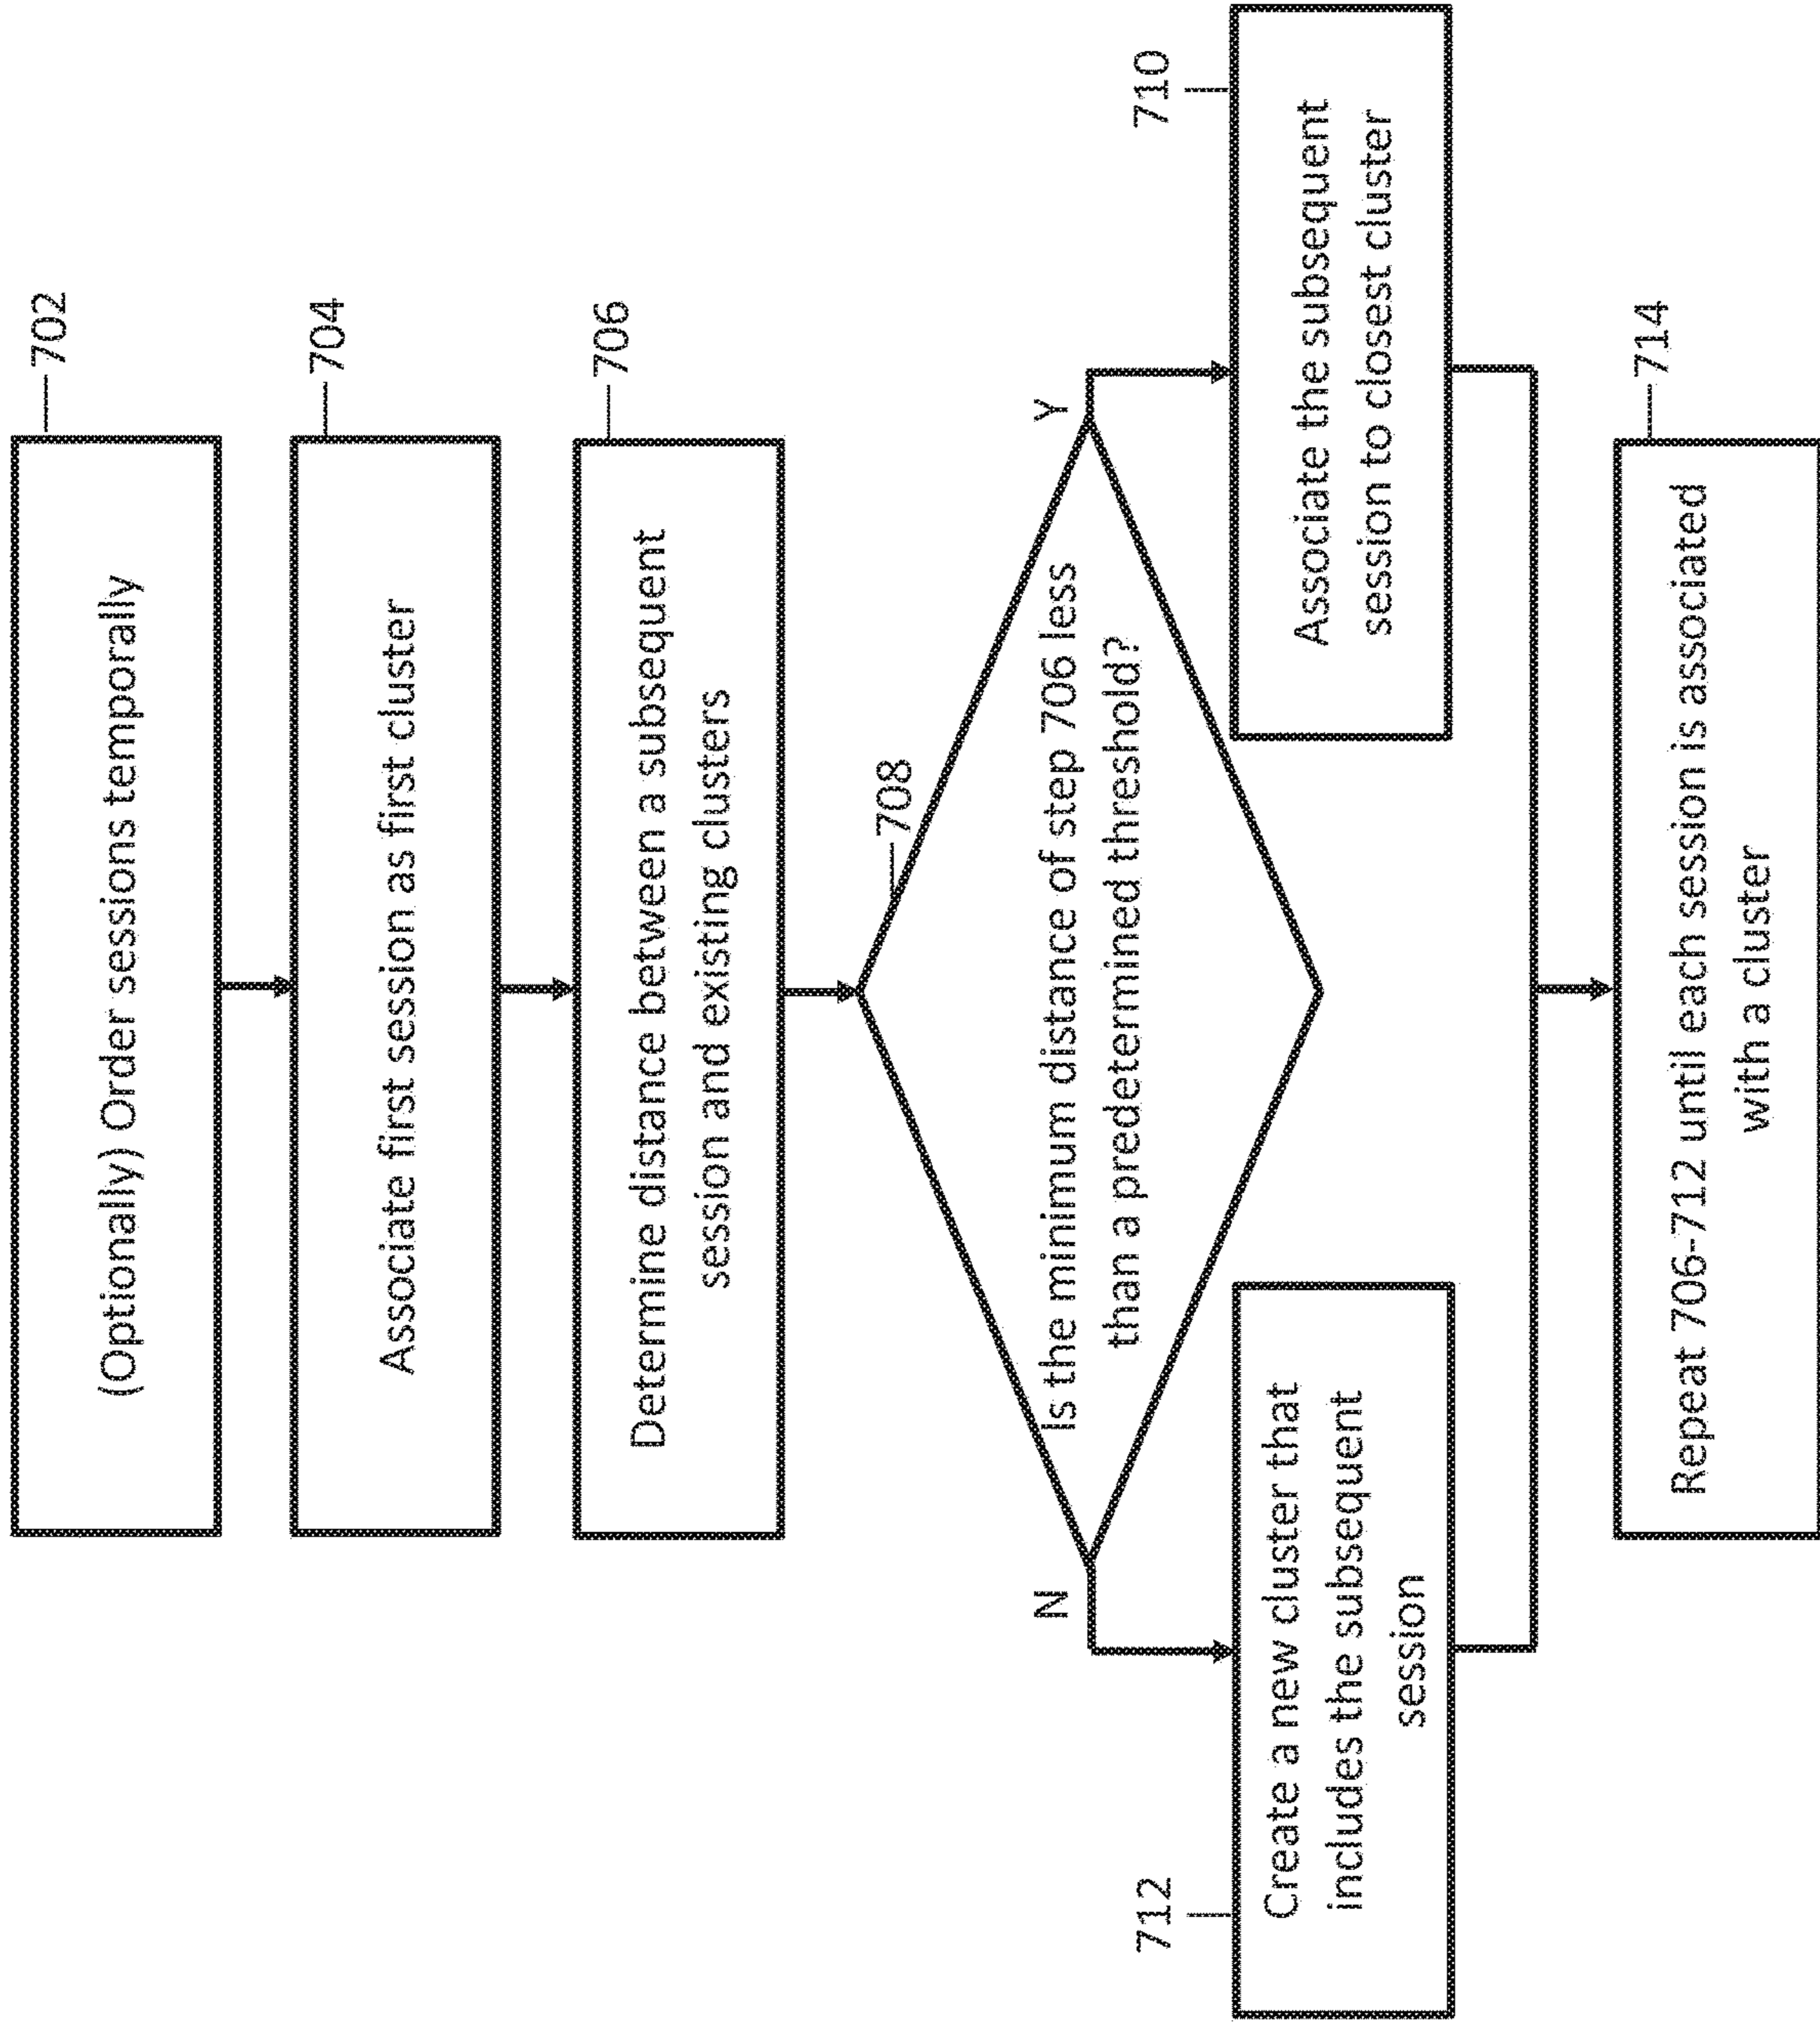 702
(Optionally) Order sessions temporally
704
Associate first session as first cluster
706
Determine distance between a subsequent
session and existing clusters
708
Is the minimum distance of step 706 less
than a predetermined threshold?
N
Y
712
Create a new cluster that
includes the subsequent
session
710
Associate the subsequent
session to closest cluster
714
Repeat 706-712 until each session is associated
with a cluster